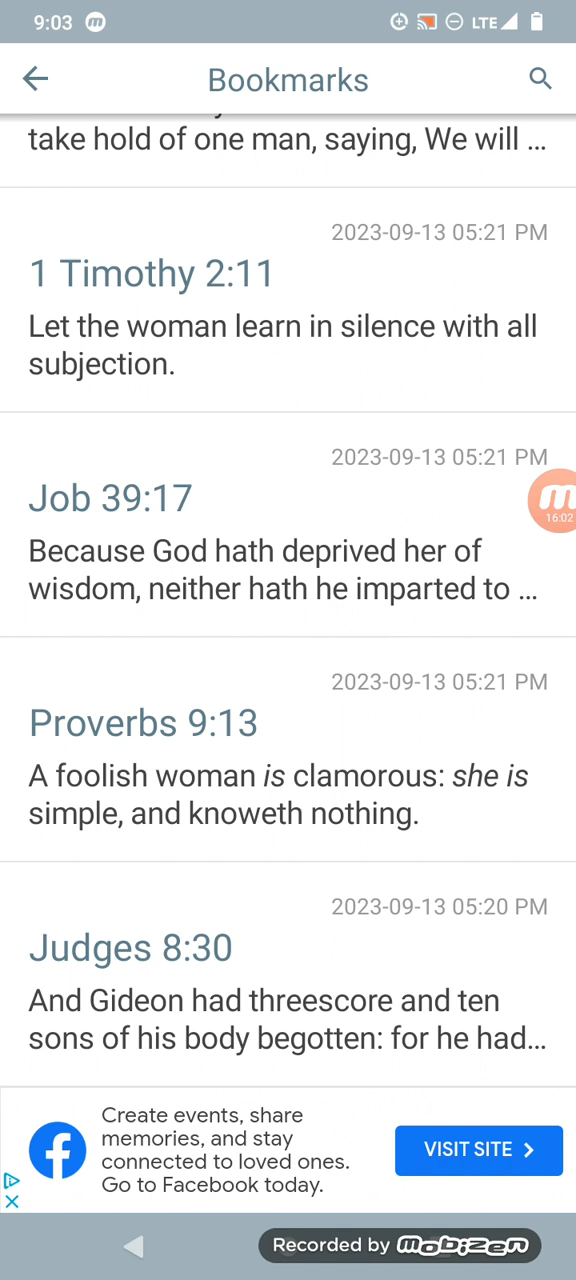 9:03
LTE
Bookmarks
take hold of one man, saying, We will ...
2023-09-13 05:21 PM
1 Timothy 2:11
Let the woman learn in silence with all
subjection.
2023-09-13 05:21 PM
Job 39:17
16:02
Because God hath deprived her of
wisdom, neither hath he imparted to ...
2023-09-13 05:21 PM
Proverbs 9:13
A foolish woman is clamorous: she is
simple, and knoweth nothing.
2023-09-13 05:20 PM
Judges 8:30
And Gideon had threescore and ten
sons of his body begotten: for he had...
Create events, share
memories, and stay
connected to loved ones.
Go to Facebook today.
VISIT SITE
Recorded by mobizen